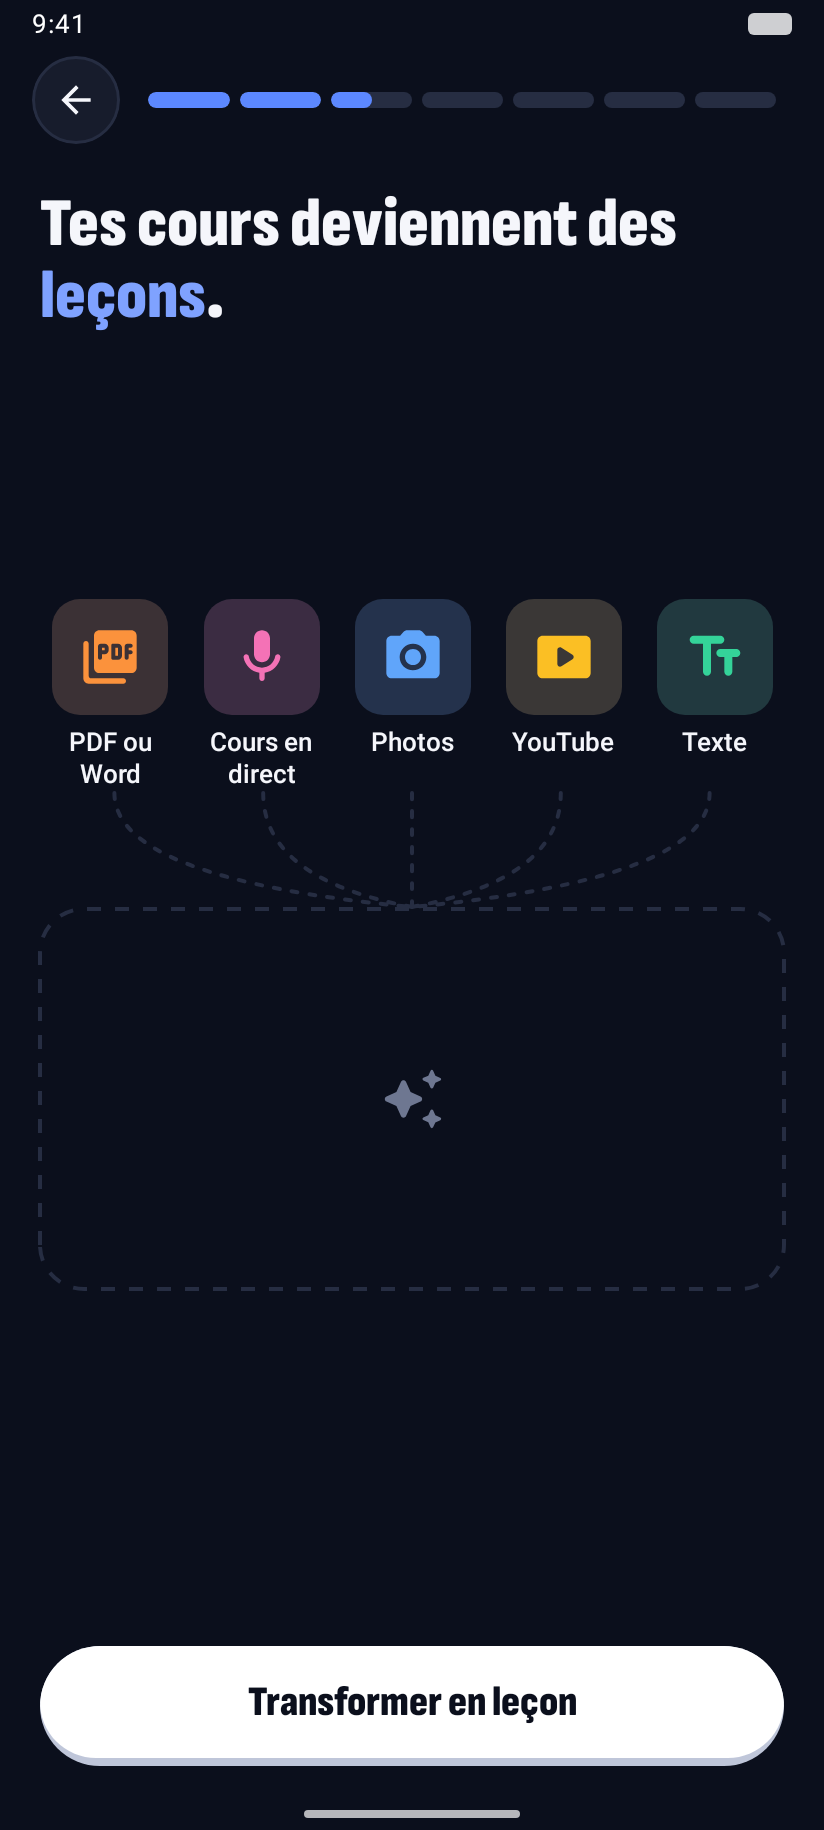 9:41
Tes cours deviennent des
leçons.
PDF
PDF ou
Word
Cours en
direct
Photos
YouTube
Tт
Texte
Transformer en leçon